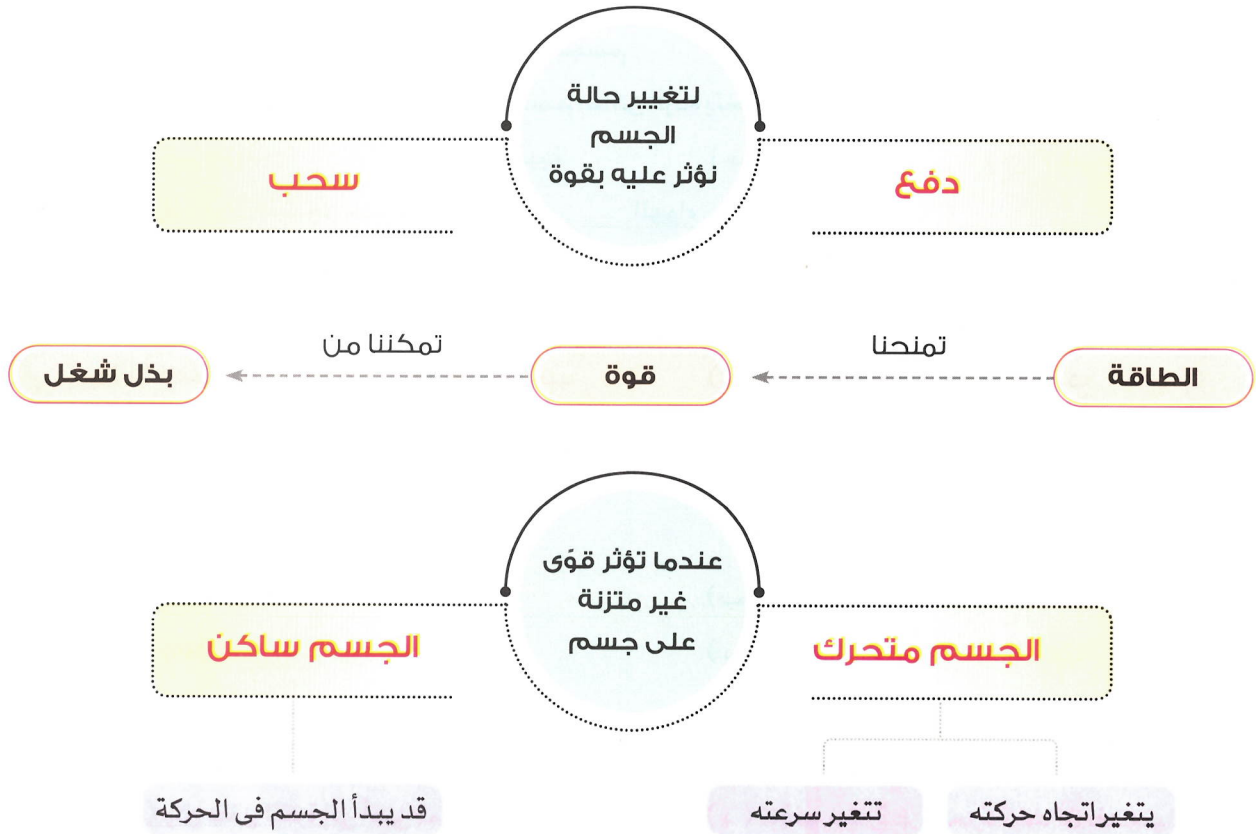 لتغيير حالة
الجسم
نؤثر عليه بقوة
دفع
سحب
الطاقة
تمنحنا
قوة
تمكننا من
بذل شغل
عندما تؤثر قوًى
غير متزنة
على جسم
الجسم متحرك
الجسم ساكن
يتغير اتجاه حركته
تتغير سرعته
قد يبدأ الجسم فى الحركة